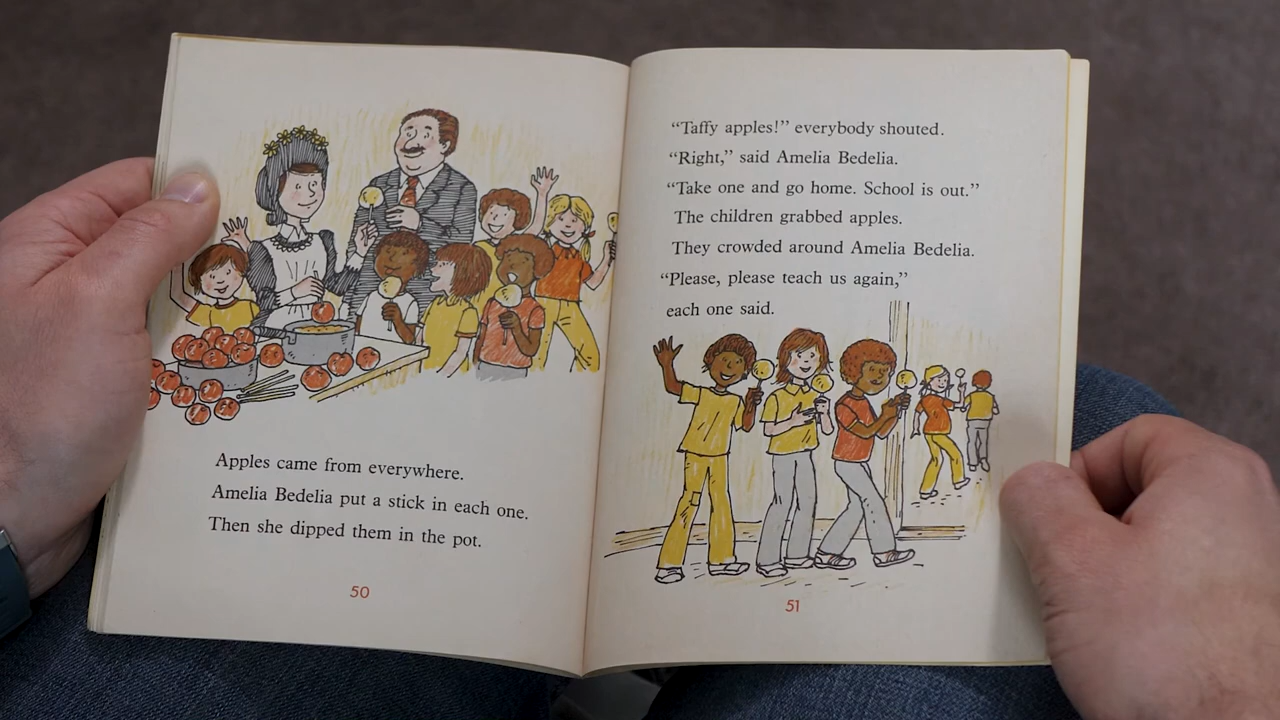 Apples came from everywhere.
Amelia Bedelia put a stick in each one.
Then she dipped them in the pot.
50
“Taffy apples!” everybody shouted.
“Right,” said Amelia Bedelia.
“Take one and go home. School is out.”
The children grabbed apples.
They crowded around Amelia Bedelia.
“Please, please teach us again,”
each one said.
51